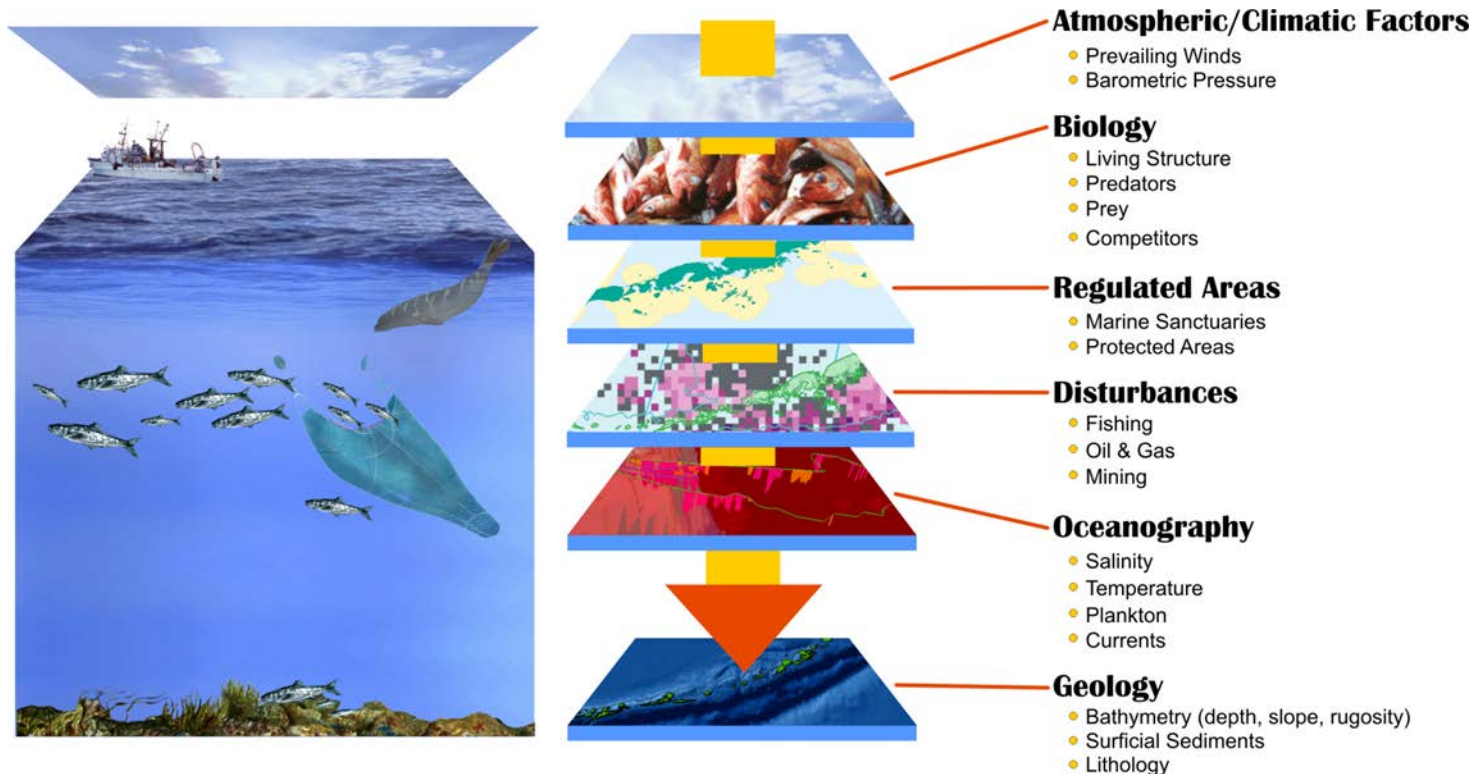 Atmospheric/Climatic Factors
Prevailing Winds
Barometric Pressure
Biology
Living Structure
Predators
Prey
Competitors
Regulated Areas
Marine Sanctuaries
Protected Areas
Disturbances
Fishing
Oil & Gas
Mining
Oceanography
Salinity
Temperature
Plankton
Currents
Geology
Bathymetry (depth, slope, rugosity)
Surficial Sediments
Lithology